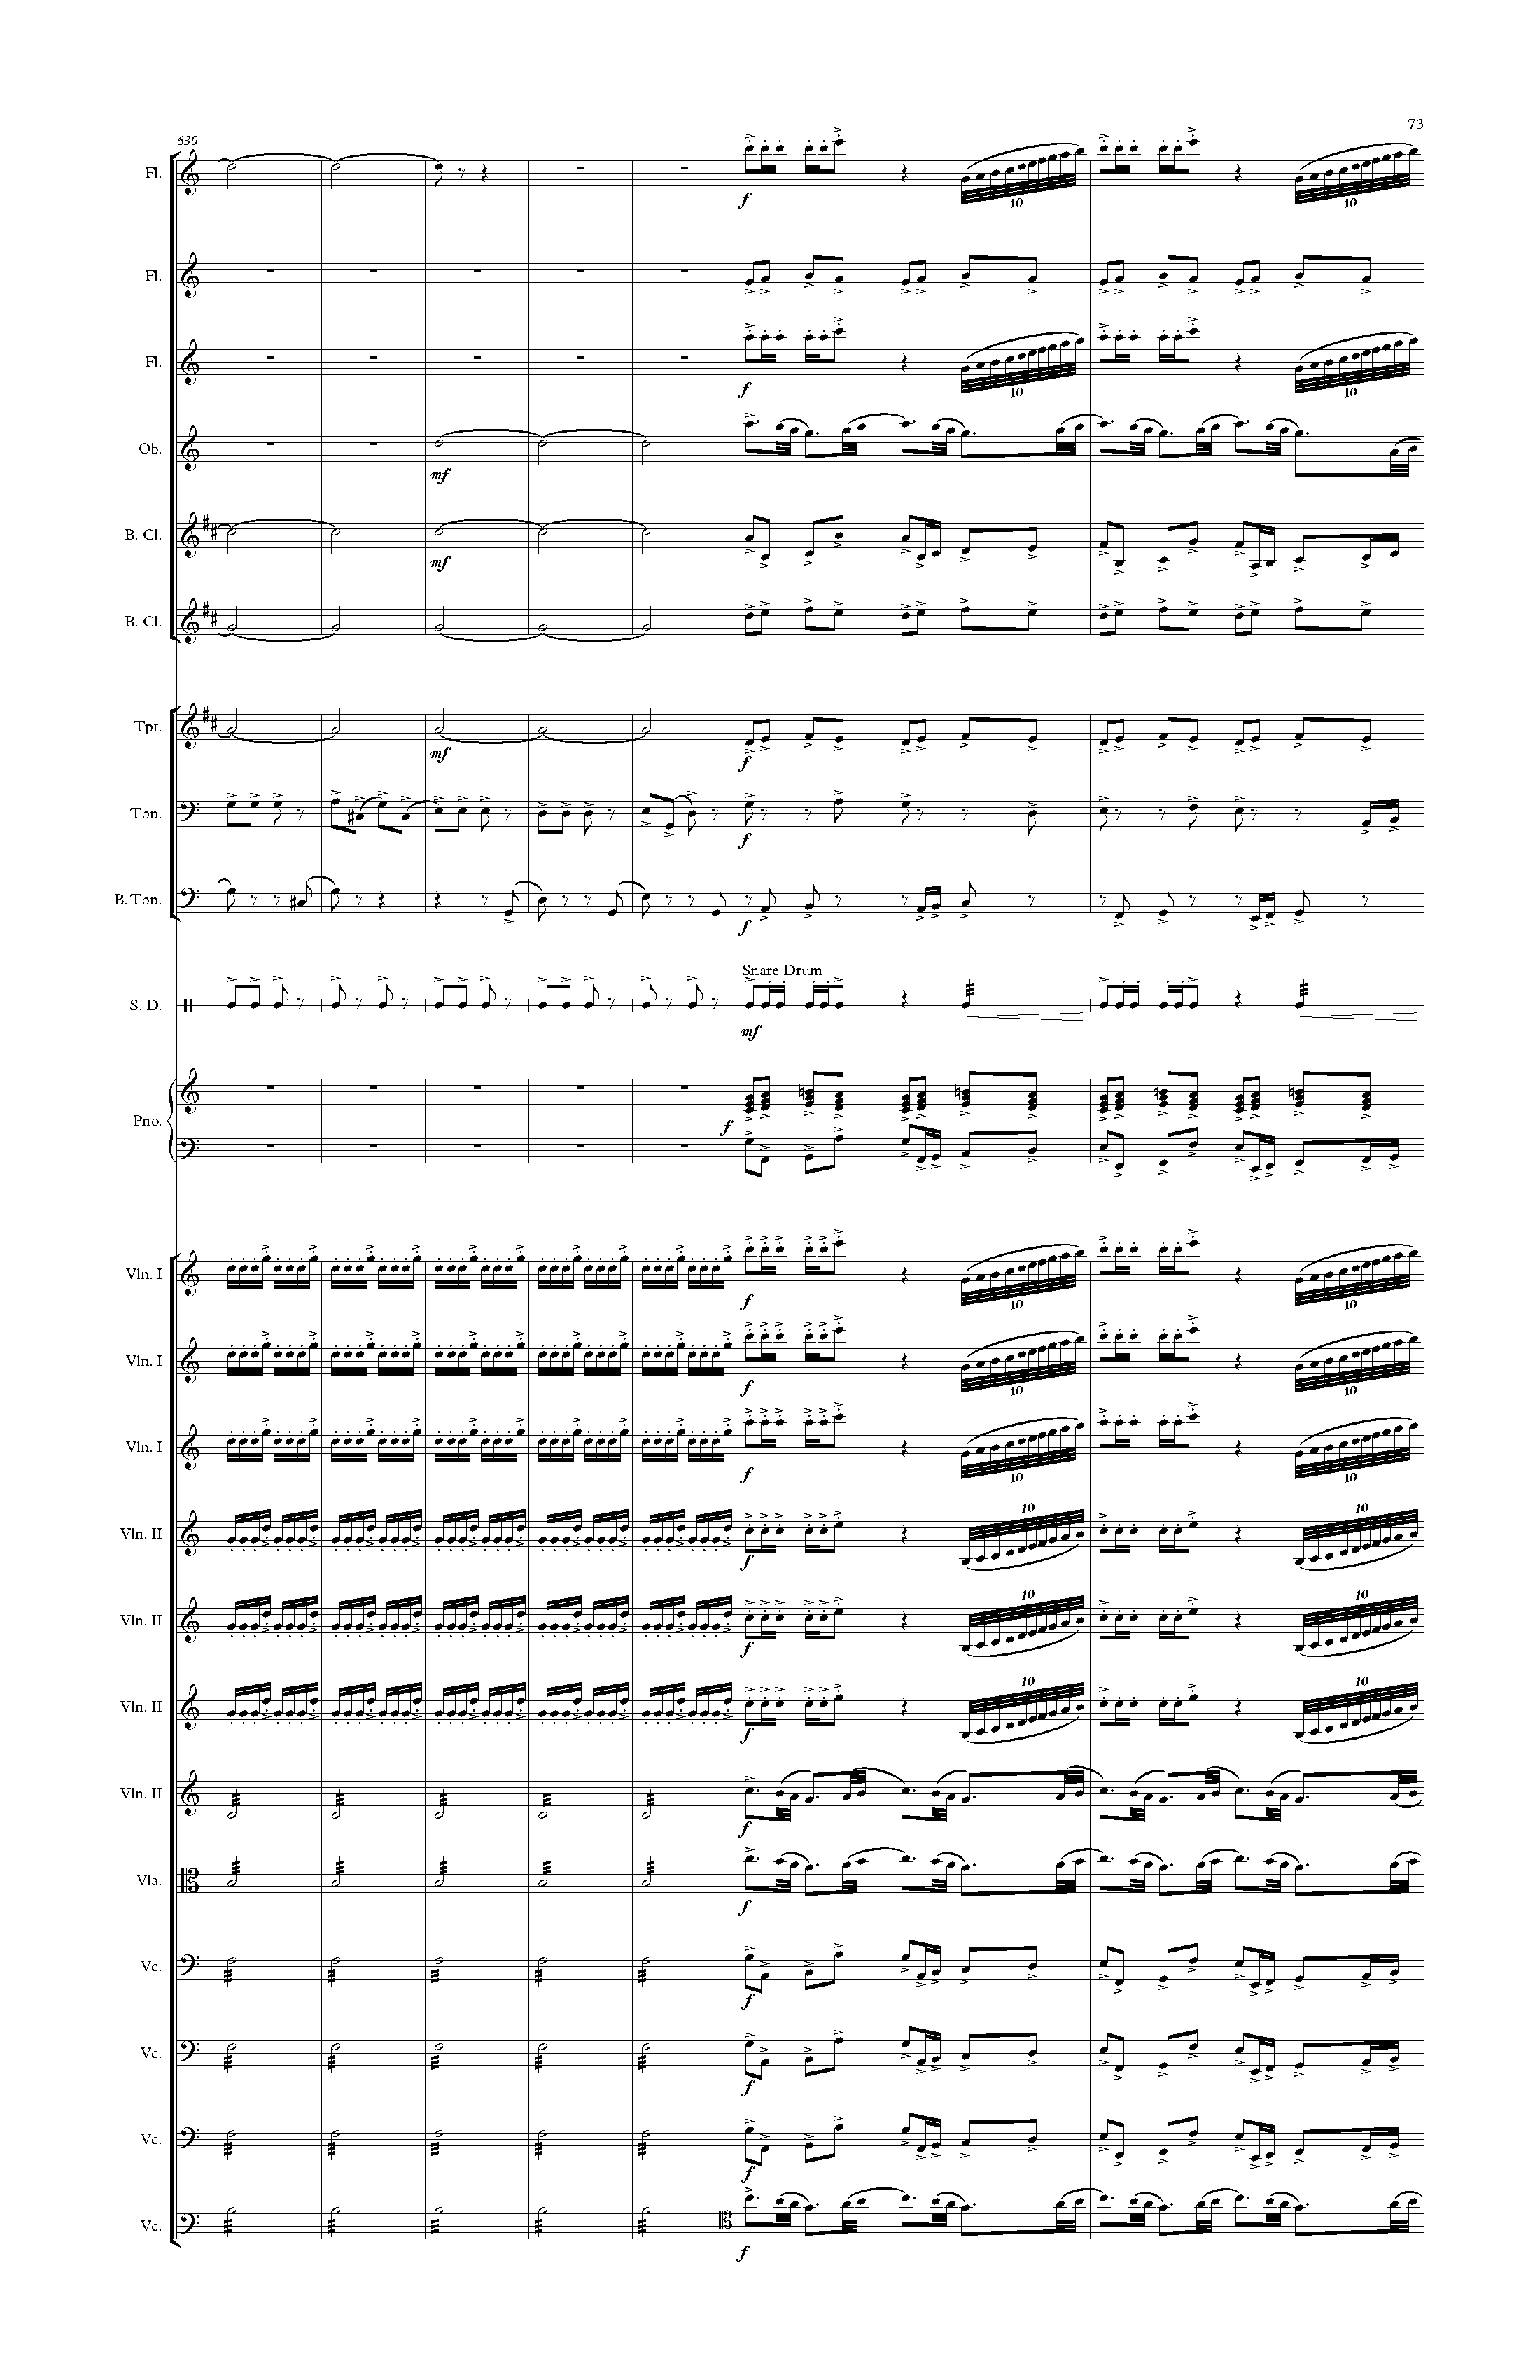 73
630
Fl.
10
10
Fl.
f
Fl.
10
10
f
Ob.
mf
B. Cl.
mf
B. Cl.
Tpt.
mf
f
Tbn.
f
B. Tbn.
f
Snare Drum
S. D.
mf
Pno.
f
Vln. I
f
10
10
Vln. I
f
10
10
Vln. I
f
10
10
10
10
Vln. II
f
10
10
Vln. II
f
10
10
Vln. II
f
Vln. II
f
Vla.
f
Vc.
f
Vc.
f
Vc.
f
Vc.
f